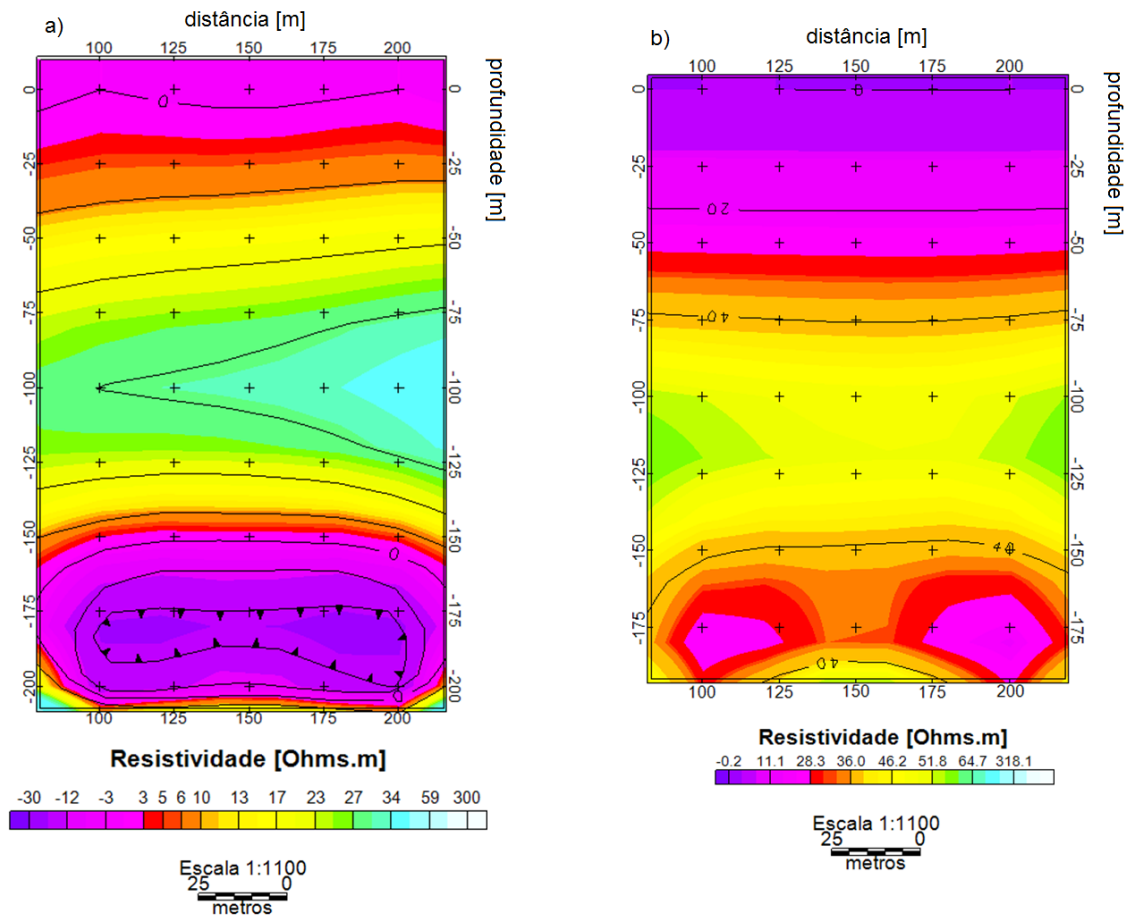 a)
distância [m]
100 125 150 175 200
0
-25
-50
-75
-100
-125
-150
-175
-200
0
-25
-50
-75
-100
-125
-150
-175
-200
profundidade [m]
0
0
0
100 125 150 175 200
Resistividade [Ohms.m]
-30 -12 -3 3 5 6 10 13 17 23 27 34 59 300
Escala 1:1100
25 0
metros
b)
distância [m]
100 125 150 175 200
0
-25
-50
-75
-100
-125
-150
-175
0
-25
-50
-75
-100
-125
-150
-175
profundidade [m]
0
20
40
40
40
100 125 150 175 200
Resistividade [Ohms.m]
-0.2 11.1 28.3 36.0 46.2 51.8 64.7 318.1
Escala 1:1100
25 0
metros